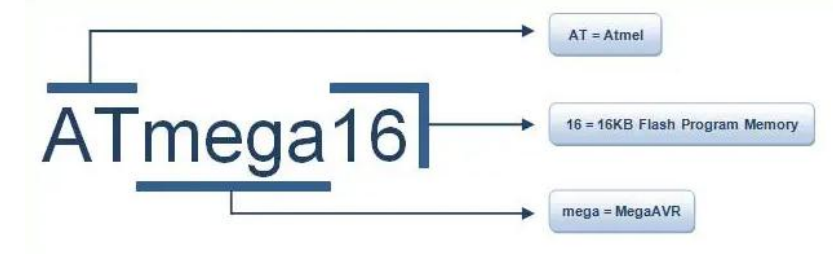 AT = Atmel
ATmega16
16 = 16KB Flash Program Memory
mega = MegaAVR